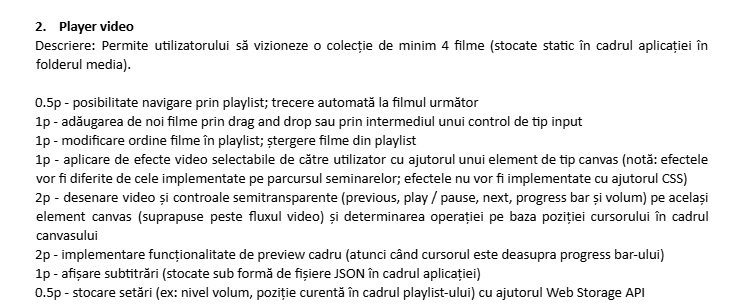 2. Player video
Descriere: Permite utilizatorului să vizioneze o colecție de minim 4 filme (stocate static în cadrul aplicației în
folderul media).
0.5p - posibilitate navigare prin playlist; trecere automată la filmul următor
1p - adăugarea de noi filme prin drag and drop sau prin intermediul unui control de tip input
1p - modificare ordine filme în playlist; ștergere filme din playlist
1p - aplicare de efecte video selectabile de către utilizator cu ajutorul unui element de tip canvas (notă: efectele
vor fi diferite de cele implementate pe parcursul seminarelor; efectele nu vor fi implementate cu ajutorul CSS)
2p - desenare video și controale semitransparente (previous, play / pause, next, progress bar și volum) pe același
element canvas (suprapuse peste fluxul video) și determinarea operației pe baza poziției cursorului în cadrul
canvasului
2p - implementare funcționalitate de preview cadru (atunci când cursorul este deasupra progress bar-ului)
1p - afișare subtitrări (stocate sub formă de fișiere JSON în cadrul aplicației)
0.5p - stocare setări (ex: nivel volum, poziție curentă în cadrul playlist-ului) cu ajutorul Web Storage API